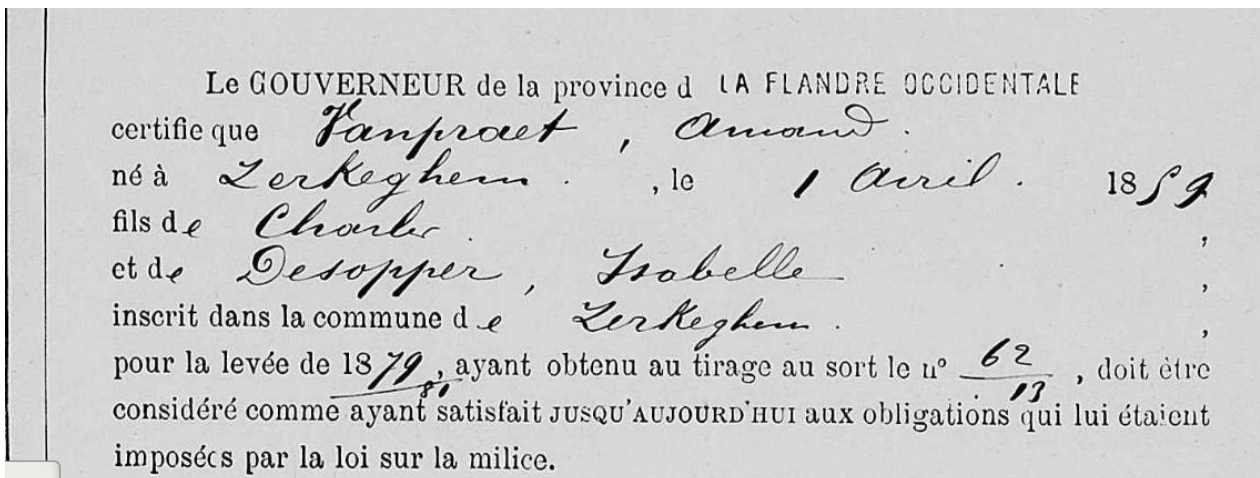 Le GOUVERNEUR de la province d LA FLANDRE OCCIDENTALE
certifie que Vanpraet, Amand.
né à Zerkeghem. , le 1 Avril. 1859
fils de Charles. ,
et de Desopper, Isabelle ,
inscrit dans la commune de Zerkeghem. ,
pour la levée de 1879, ayant obtenu au tirage au sort le nº 62 , doit être
81 13
considéré comme ayant satisfait JUSQU'AUJOURD'HUI aux obligations qui lui étaient
imposées par la loi sur la milice.